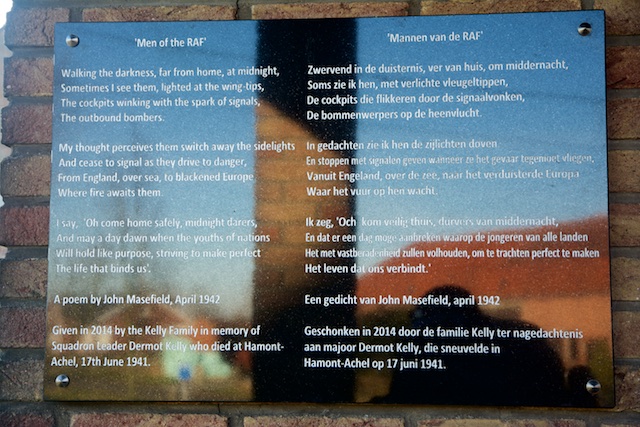 'Men of the RAF'
Walking the darkness, far from home, at midnight,
Sometimes I see them, lighted at the wing-tips,
The cockpits winking with the spark of signals,
The outbound bombers.
My thought perceives them switch away the sidelights
And cease to signal as they drive to danger,
From England, over sea, to blackened Europe,
Where fire awaits them.
I say, 'Oh come home safely, midnight darers,
And may a day dawn when the youths of nations
Will hold like purpose, striving to make perfect
The life that binds us'.
A poem by John Masefield, April 1942
Given in 2014 by the Kelly Family in memory of
Squadron Leader Dermot Kelly who died at Hamont-
Achel, 17th June 1941.
'Mannen van de RAF'
Zwervend in de duisternis, ver van huis, om middernacht,
Soms zie ik hen, met verlichte vleugeltippen,
De cockpits die flikkeren door de signaalvonken,
De bommenwerpers op de heenvlucht.
In gedachten zie ik hen de zijlichten doven
En stoppen met signalen geven wanneer ze het gevaar tegemoet vliegen,
Vanuit Engeland, over de zee, naar het verduisterde Europa
Waar het vuur op hen wacht.
Ik zeg, 'Och kom veilig thuis, durvers van middernacht,
En dat er een dag moge aanbreken waarop de jongeren van alle landen
Het met vastberadenheid zullen volhouden, om te trachten perfect te maken
Het leven dat ons verbindt.'
Een gedicht van John Masefield, april 1942
Geschonken in 2014 door de familie Kelly ter nagedachtenis
aan majoor Dermot Kelly, die sneuvelde in
Hamont-Achel op 17 juni 1941.